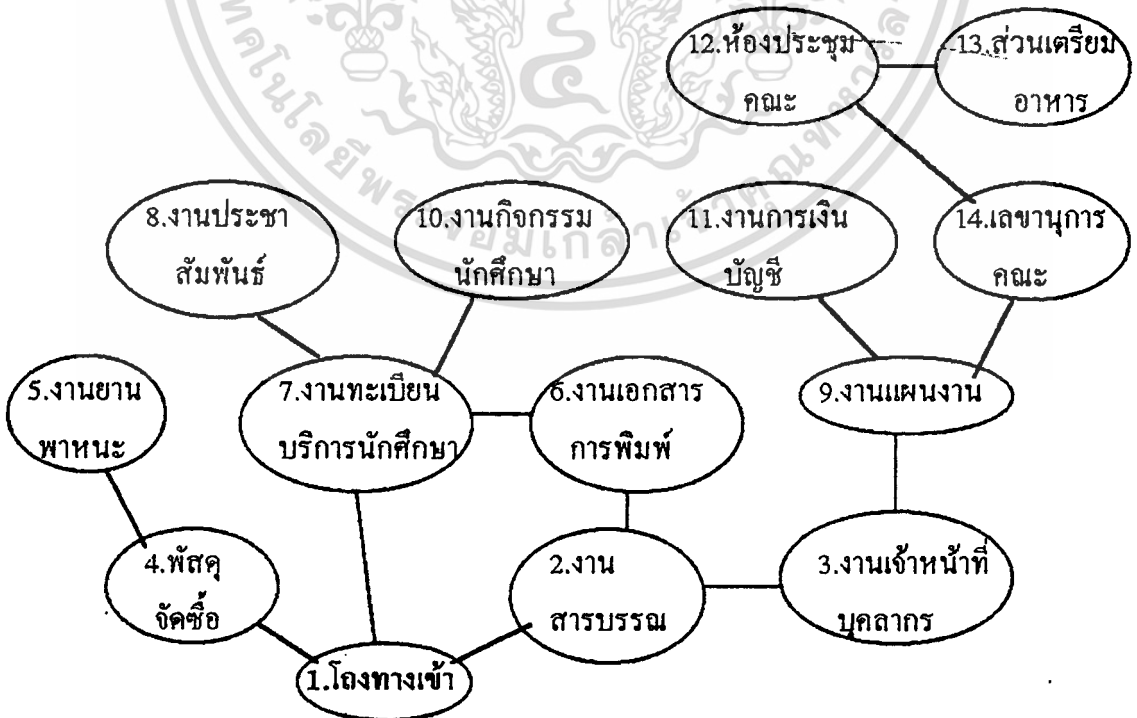 12.ห้องประชุม
คณะ
13.ส่วนเตรียม
อาหาร
8.งานประชา
สัมพันธ์
10.งานกิจกรรม
นักศึกษา
11.งานการเงิน
บัญชี
14.เลขานุการ
คณะ
5.งานยาน
พาหนะ
7.งานทะเบียน
บริการนักศึกษา
6.งานเอกสาร
การพิมพ์
9.งานแผนงาน
4.พัสดุ
จัดซื้อ
2.งาน
สารบรรณ
3.งานเจ้าหน้าที่
บุคลากร
1.โถงทางเข้า